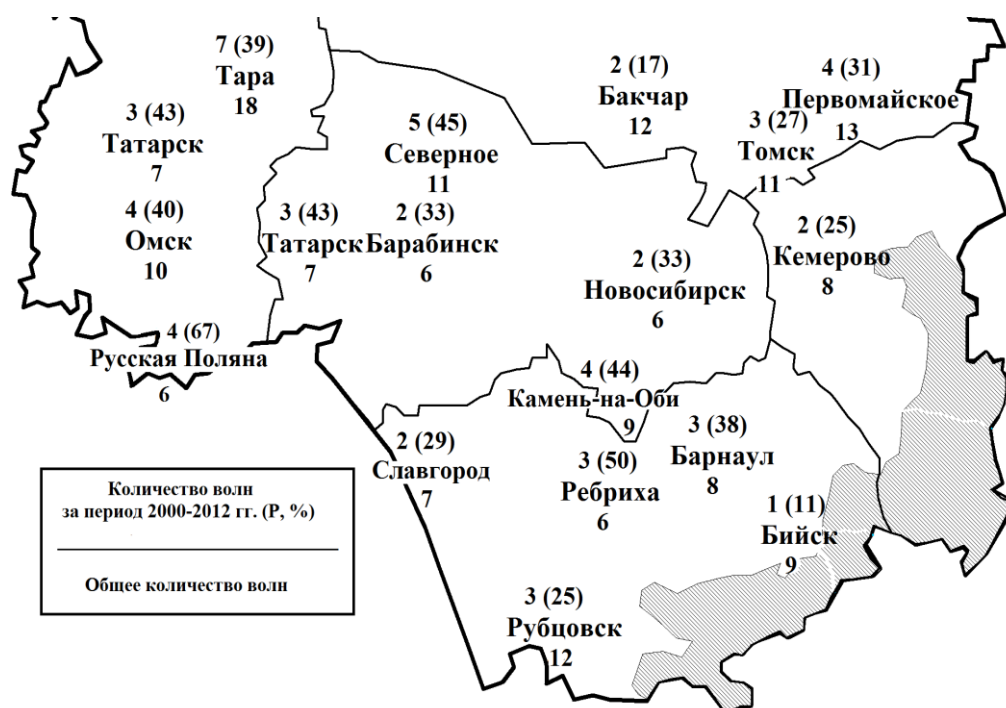 7 (39)
Тара
18
2 (17)
Бакчар
12
4 (31)
Первомайское
13
3 (43)
Татарск
7
5 (45)
Северное
11
3 (27)
Томск
11
4 (40)
Омск
10
3 (43)
Татарск
7
2 (33)
Барабинск
6
2 (25)
Кемерово
8
2 (33)
Новосибирск
6
4 (67)
Русская Поляна
6
4 (44)
Камень-на-Оби
9
2 (29)
Славгород
7
3 (50)
Ребриха
6
3 (38)
Барнаул
8
1 (11)
Бийск
9
3 (25)
Рубцовск
12
Количество волн
за период 2000-2012 гг. (Р, %)
Общее количество волн